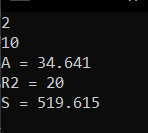 2
10
A = 34.641
R2 = 20
S = 519.615